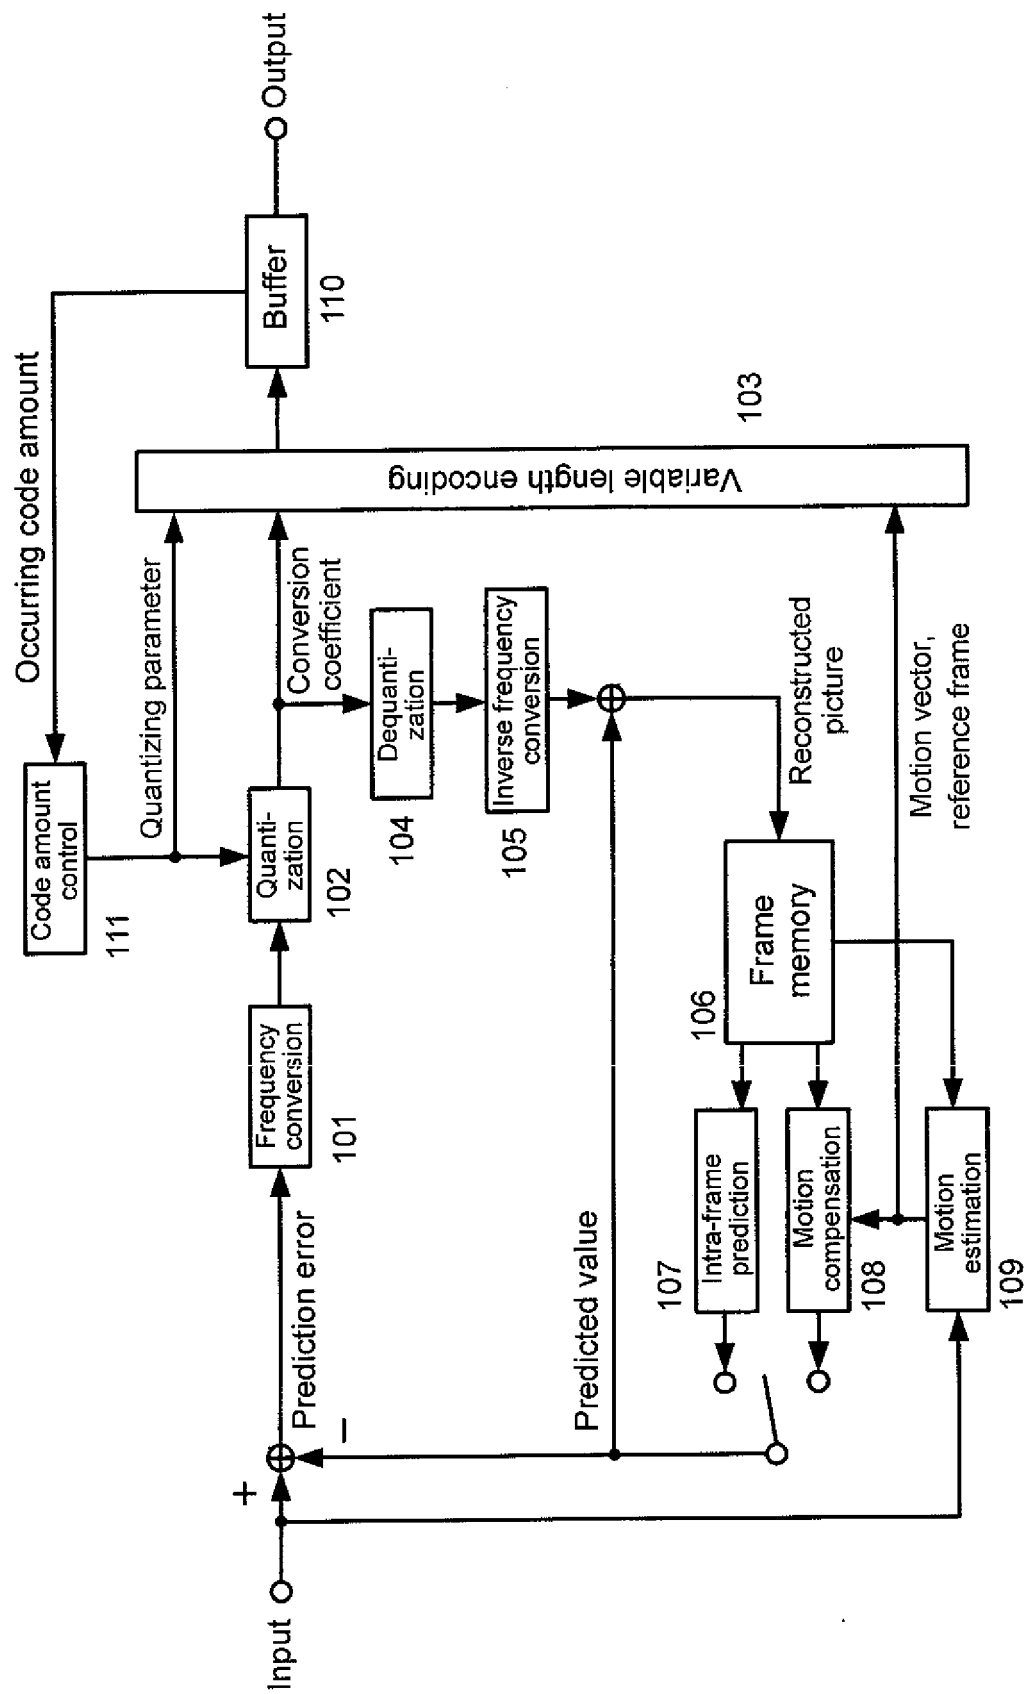 Occurring code amount
Code amount
control
111
Quantizing parameter
Input
+
−
Prediction error
Frequency
conversion
101
Quanti-
zation
102
Conversion
coefficient
Variable length encoding
103
Buffer
110
Output
Dequanti-
zation
104
Inverse frequency
conversion
105
Predicted value
Reconstructed
picture
Frame
memory
106
Intra-frame
prediction
107
Motion
compensation
108
Motion
estimation
109
Motion vector,
reference frame